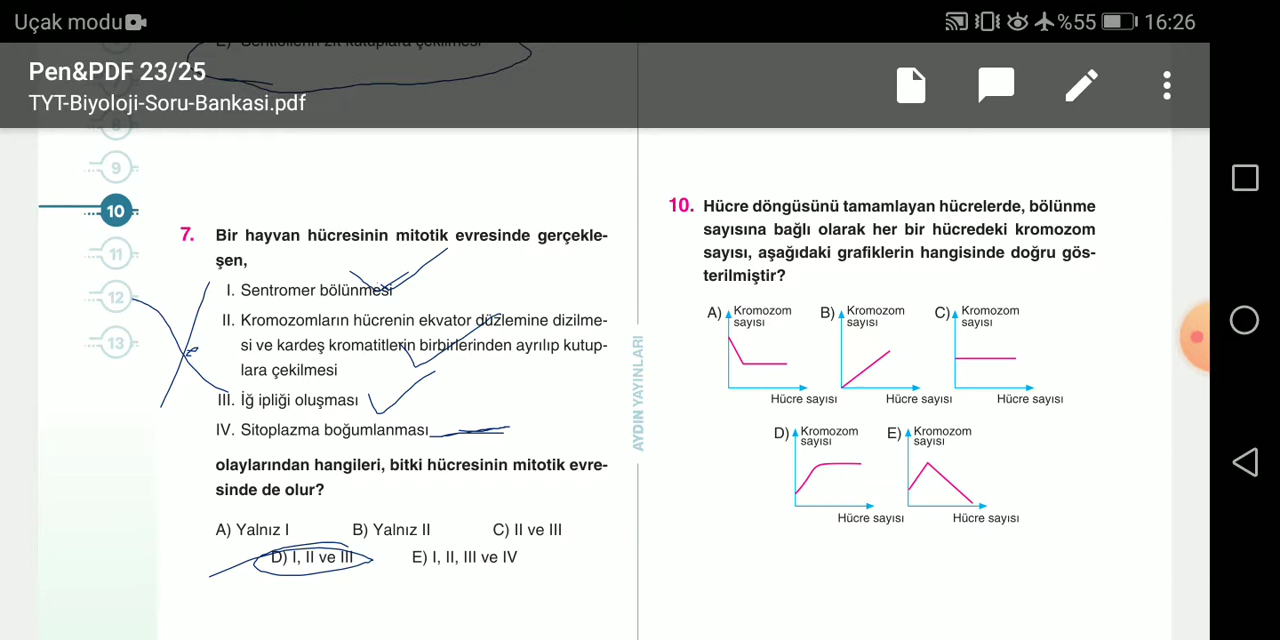 Uçak modu
%55 16:26
E) Sentrollerin zıt kutuplara çekilmesi
Pen&PDF 23/25
TYT-Biyoloji-Soru-Bankasi.pdf
8
9
10
11
12
13
7. Bir hayvan hücresinin mitotik evresinde gerçekle-
şen,
I. Sentromer bölünmesi
II. Kromozomların hücrenin ekvator düzlemine dizilme-
si ve kardeş kromatitlerin birbirlerinden ayrılıp kutup-
lara çekilmesi
III. İğ ipliği oluşması
IV. Sitoplazma boğumlanması
olaylarından hangileri, bitki hücresinin mitotik evre-
sinde de olur?
A) Yalnız I B) Yalnız II C) II ve III
D) I, II ve III E) I, II, III ve IV
AYDIN YAYINLARI
10. Hücre döngüsünü tamamlayan hücrelerde, bölünme
sayısına bağlı olarak her bir hücredeki kromozom
sayısı, aşağıdaki grafiklerin hangisinde doğru gös-
terilmiştir?
A) Kromozom
sayısı
Hücre sayısı
B) Kromozom
sayısı
Hücre sayısı
C) Kromozom
sayısı
Hücre sayısı
D) Kromozom
sayısı
Hücre sayısı
E) Kromozom
sayısı
Hücre sayısı